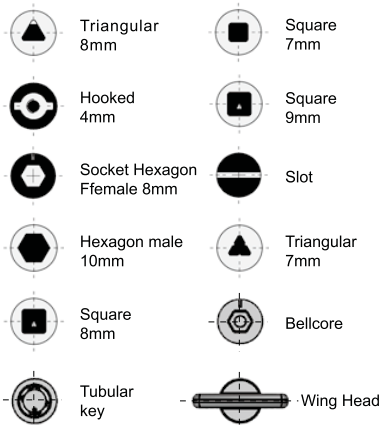 Triangular
8mm
Square
7mm
Hooked
4mm
Square
9mm
Socket Hexagon
Ffemale 8mm
Slot
Hexagon male
10mm
Triangular
7mm
Square
8mm
Bellcore
Tubular
key
Wing Head